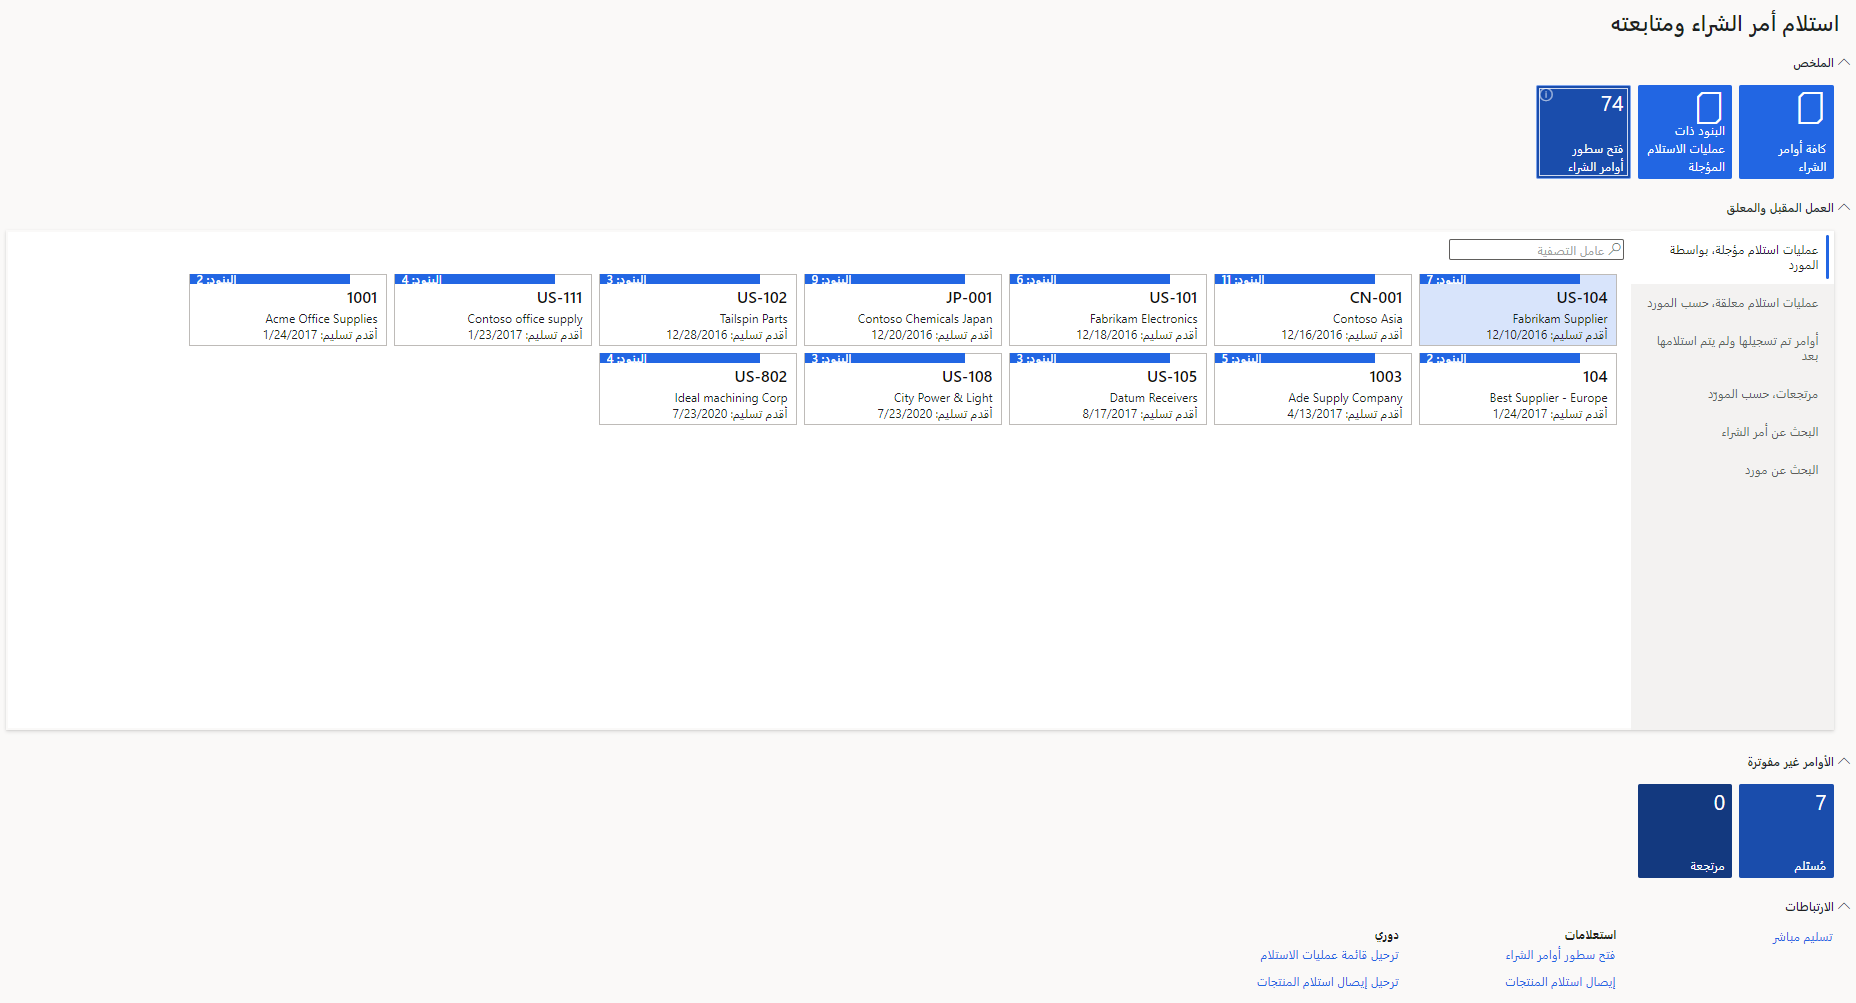 استلام أمر الشراء ومتابعته
الملخص
كافة أوامر
الشراء
البنود ذات
عمليات الاستلام
المؤجلة
74
فتح سطور
أوامر الشراء
العمل المقبل والمعلق
عمليات استلام مؤجلة، بواسطة
المورد
عمليات استلام معلقة، حسب المورد
أوامر تم تسجيلها ولم يتم استلامها
بعد
مرتجعات، حسب المورّد
البحث عن أمر الشراء
البحث عن مورد
عامل التصفية
البنود: 7
US-104
Fabrikam Supplier
أقدم تسليم: 12/10/2016
البنود: 11
CN-001
Contoso Asia
أقدم تسليم: 12/16/2016
البنود: 6
US-101
Fabrikam Electronics
أقدم تسليم: 12/18/2016
البنود: 9
JP-001
Contoso Chemicals Japan
أقدم تسليم: 12/20/2016
البنود: 3
US-102
Tailspin Parts
أقدم تسليم: 12/28/2016
البنود: 4
US-111
Contoso office supply
أقدم تسليم: 1/23/2017
البنود: 2
1001
Acme Office Supplies
أقدم تسليم: 1/24/2017
البنود: 2
104
Best Supplier - Europe
أقدم تسليم: 1/24/2017
البنود: 5
1003
Ade Supply Company
أقدم تسليم: 4/13/2017
البنود: 3
US-105
Datum Receivers
أقدم تسليم: 8/17/2017
البنود: 3
US-108
City Power & Light
أقدم تسليم: 7/23/2020
البنود: 4
US-802
Ideal machining Corp
أقدم تسليم: 7/23/2020
الأوامر غير مفوترة
7
مُستَلم
0
مرتجعة
الارتباطات
تسليم مباشر
استعلامات
فتح سطور أوامر الشراء
إيصال استلام المنتجات
دوري
ترحيل قائمة عمليات الاستلام
ترحيل إيصال استلام المنتجات